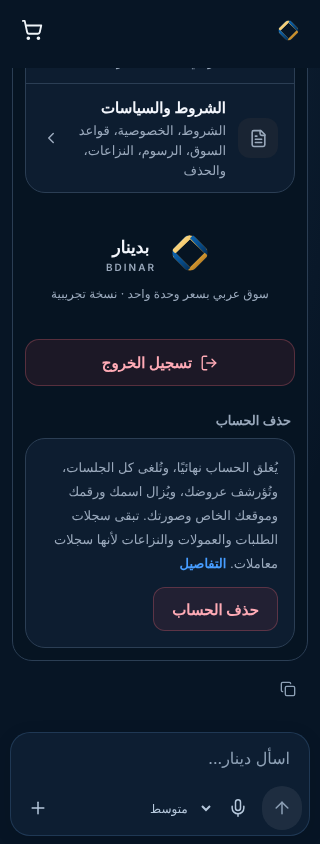 الشروط والسياسات
الشروط، الخصوصية، قواعد
السوق، الرسوم، النزاعات،
والحذف
بدينار
BDINAR
سوق عربي بسعر وحدة واحد · نسخة تجريبية
تسجيل الخروج
حذف الحساب
يُغلق الحساب نهائيًا، وتُلغى كل الجلسات،
وتُؤرشف عروضك، ويُزال اسمك ورقمك
وموقعك الخاص وصورتك. تبقى سجلات
الطلبات والعمولات والنزاعات لأنها سجلات
معاملات. التفاصيل
حذف الحساب
اسأل دينار...
متوسط